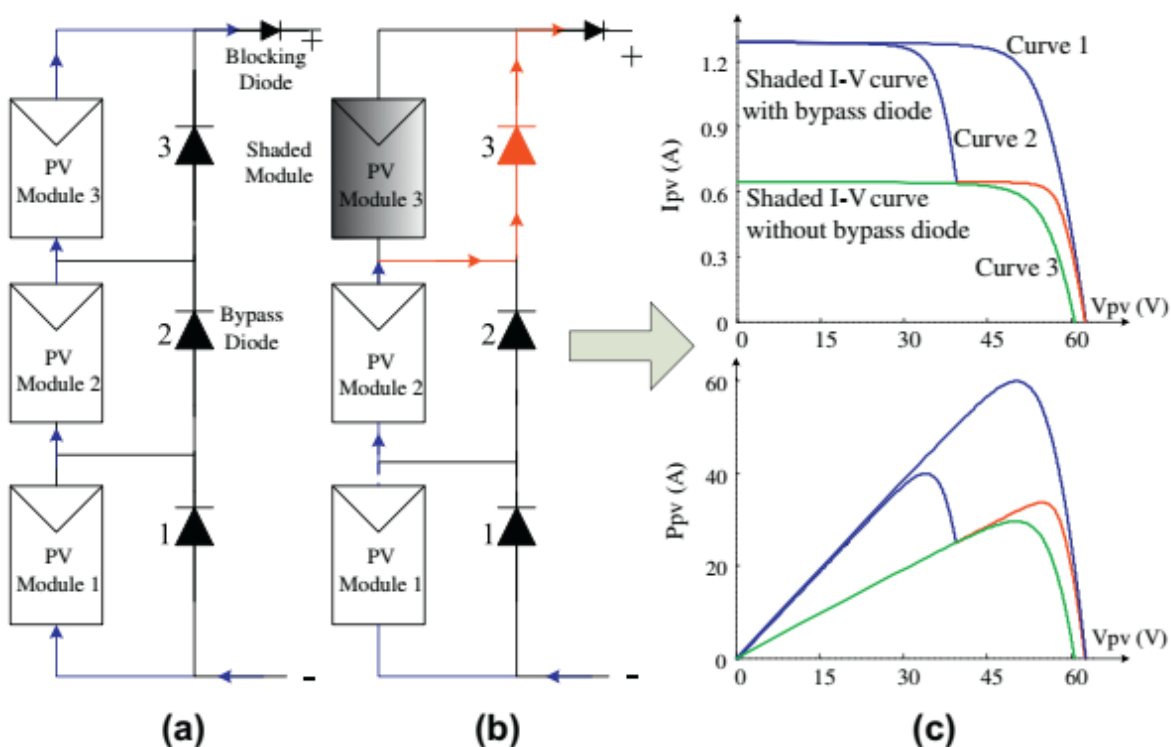 Blocking
Diode
+
3
PV
Module 3
2
Bypass
Diode
PV
Module 2
1
PV
Module 1
-
(a)
+
Shaded
Module
3
PV
Module 3
2
PV
Module 2
1
PV
Module 1
-
(b)
Ipv (A)
1.2
0.9
0.6
0.3
0
Curve 1
Shaded I-V curve
with bypass diode
Curve 2
Shaded I-V curve
without bypass diode
Curve 3
Vpv (V)
0
15
30
45
60
Ppv (A)
60
40
20
0
Vpv (V)
0
15
30
45
60
(c)